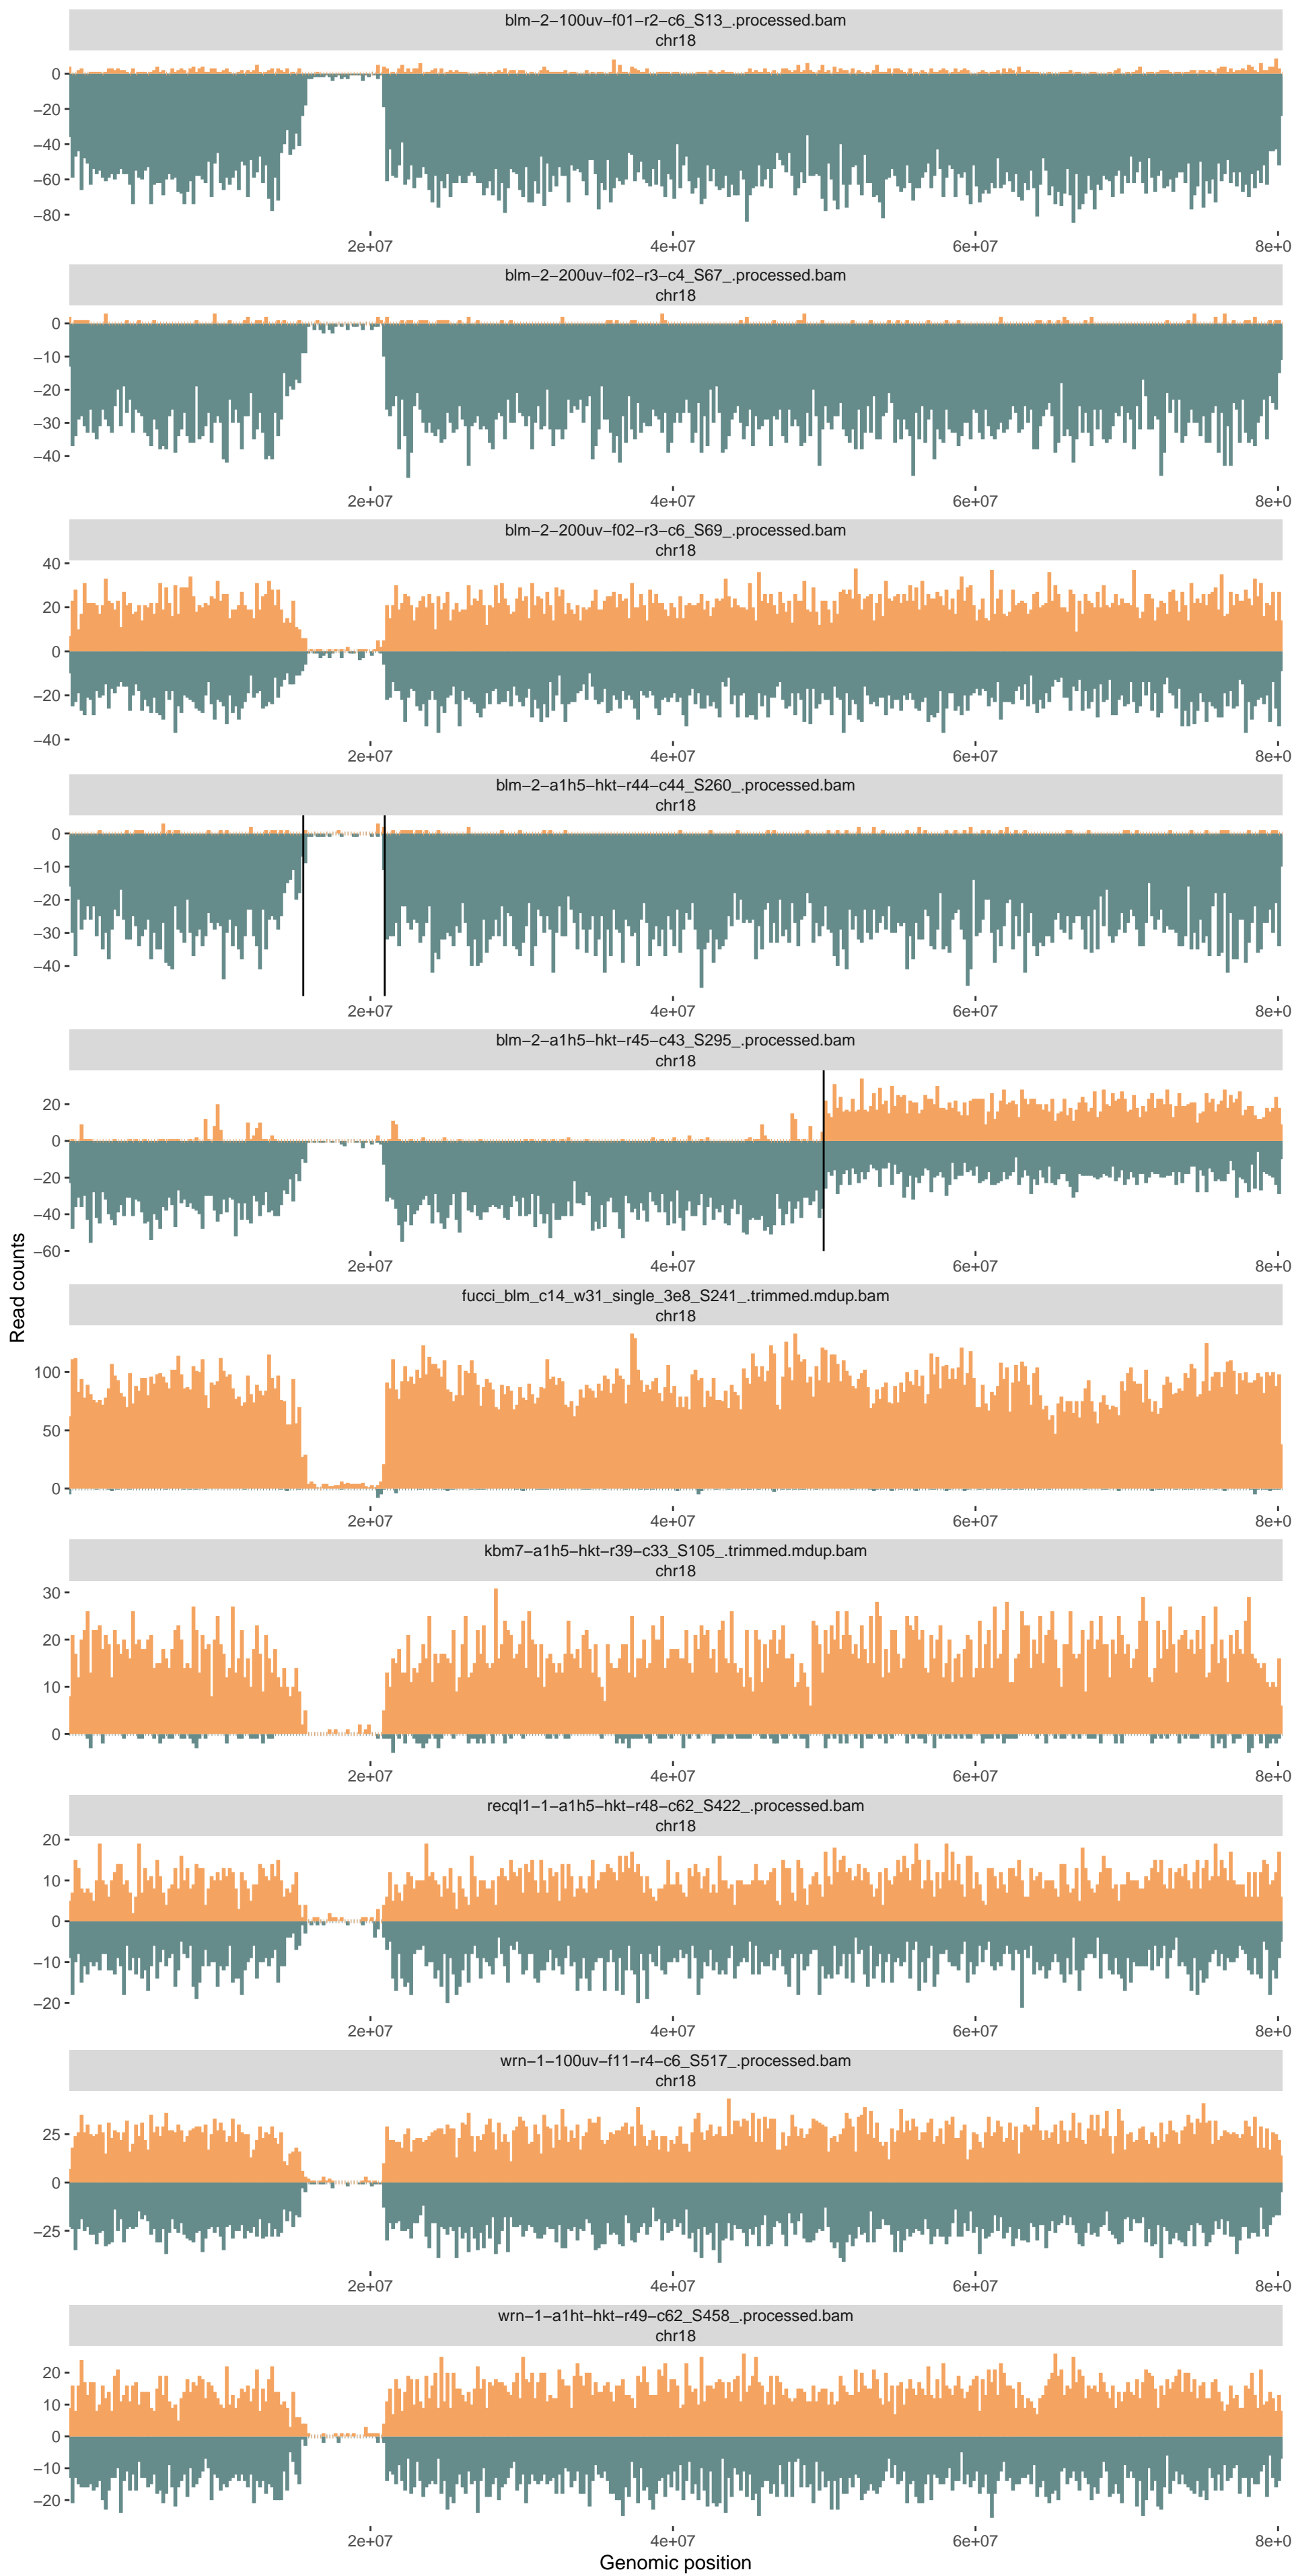 blm−2−100uv−f01−r2−c6_S13_.processed.bam
chr18
0
−20
−40
−60
−80
2e+07 4e+07 6e+07 8e+0
blm−2−200uv−f02−r3−c4_S67_.processed.bam
chr18
0
−10
−20
−30
−40
2e+07 4e+07 6e+07 8e+0
blm−2−200uv−f02−r3−c6_S69_.processed.bam
chr18
40
20
0
−20
−40
2e+07 4e+07 6e+07 8e+0
blm−2−a1h5−hkt−r44−c44_S260_.processed.bam
chr18
0
−10
−20
−30
−40
2e+07 4e+07 6e+07 8e+0
blm−2−a1h5−hkt−r45−c43_S295_.processed.bam
chr18
20
0
−20
−40
−60
2e+07 4e+07 6e+07 8e+0
Read counts
fucci_blm_c14_w31_single_3e8_S241_.trimmed.mdup.bam
chr18
100
50
0
2e+07 4e+07 6e+07 8e+0
kbm7−a1h5−hkt−r39−c33_S105_.trimmed.mdup.bam
chr18
30
20
10
0
2e+07 4e+07 6e+07 8e+0
recql1−1−a1h5−hkt−r48−c62_S422_.processed.bam
chr18
20
10
0
−10
−20
2e+07 4e+07 6e+07 8e+0
wrn−1−100uv−f11−r4−c6_S517_.processed.bam
chr18
25
0
−25
2e+07 4e+07 6e+07 8e+0
wrn−1−a1ht−hkt−r49−c62_S458_.processed.bam
chr18
20
10
0
−10
−20
2e+07 4e+07 6e+07 8e+0
Genomic position